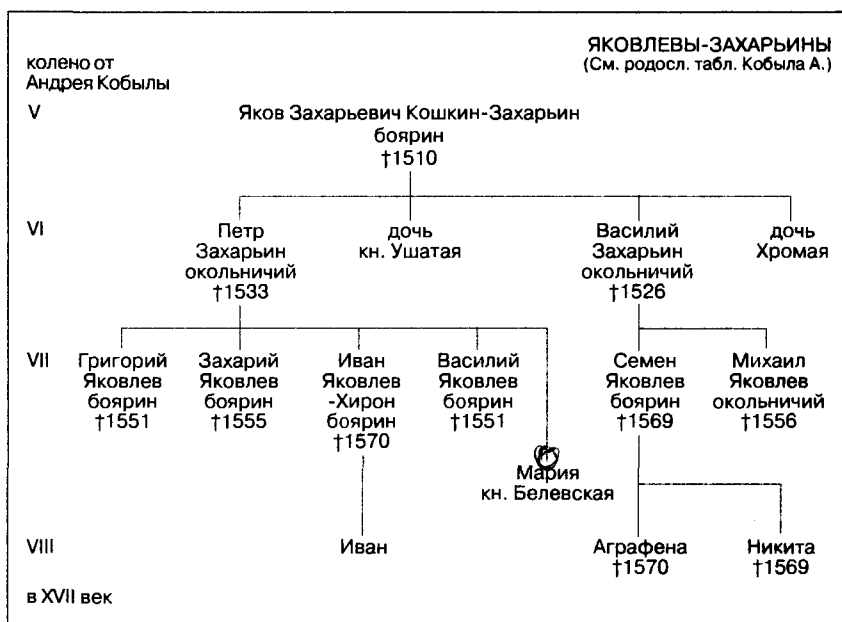 ЯКОВЛЕВЫ-ЗАХАРЬИНЫ
(См. родосл. табл. Кобыла А.)
колено от
Андрея Кобылы
V
Яков Захарьевич Кошкин-Захарьин
боярин
†1510
VI
Петр
Захарьин
окольничий
†1533
дочь
кн. Ушатая
Василий
Захарьин
окольничий
†1526
дочь
Хромая
VII
Григорий
Яковлев
боярин
†1551
Захарий
Яковлев
боярин
†1555
Иван
Яковлев
-Хирон
боярин
†1570
Василий
Яковлев
боярин
†1551
Мария
кн. Белевская
Семен
Яковлев
боярин
†1569
Михаил
Яковлев
окольничий
†1556
VIII
Иван
Аграфена
†1570
Никита
†1569
в XVII век